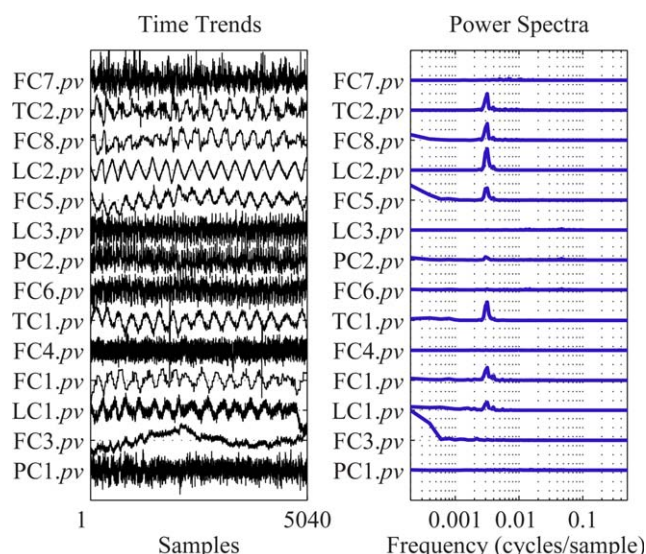 Time Trends
FC7.pv
TC2.pv
FC8.pv
LC2.pv
FC5.pv
LC3.pv
PC2.pv
FC6.pv
TC1.pv
FC4.pv
FC1.pv
LC1.pv
FC3.pv
PC1.pv
1 5040
Samples
Power Spectra
FC7.pv
TC2.pv
FC8.pv
LC2.pv
FC5.pv
LC3.pv
PC2.pv
FC6.pv
TC1.pv
FC4.pv
FC1.pv
LC1.pv
FC3.pv
PC1.pv
0.001 0.01 0.1
Frequency (cycles/sample)